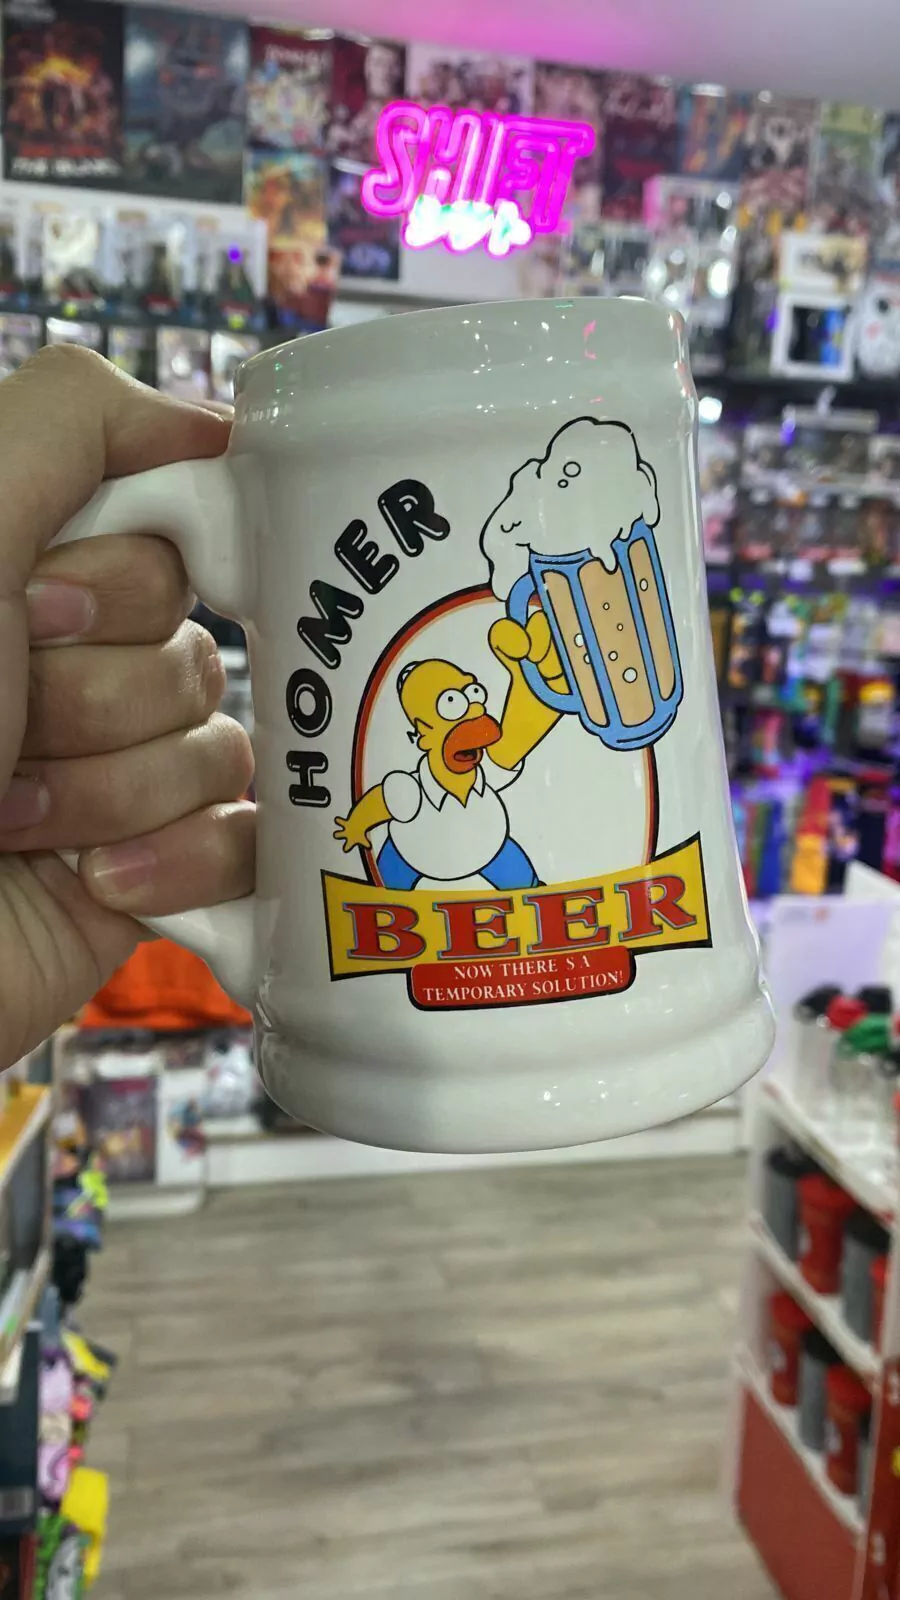 SHIFT
HOMER
BEER
NOW THERE S A
TEMPORARY SOLUTION!